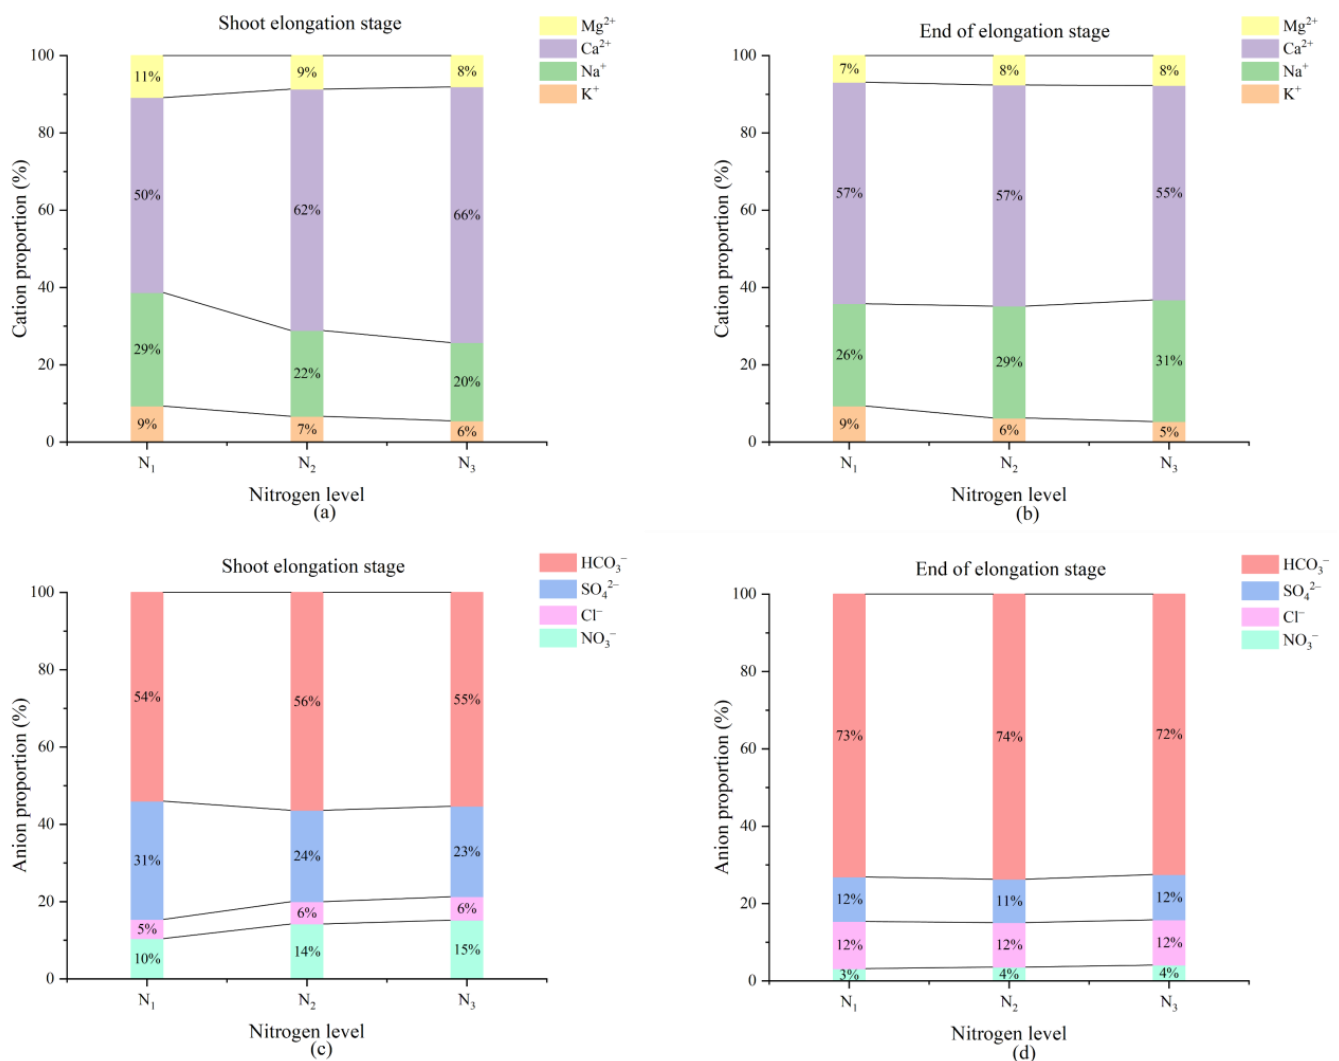 Shoot elongation stage
Mg²⁺
Ca²⁺
Na⁺
K⁺
Cation proportion (%)
100
80
60
40
20
0
11%
9%
8%
50%
62%
66%
29%
22%
20%
9%
7%
6%
N₁
N₂
N₃
Nitrogen level
(a)
End of elongation stage
Mg²⁺
Ca²⁺
Na⁺
K⁺
Cation proportion (%)
100
80
60
40
20
0
7%
8%
8%
57%
57%
55%
26%
29%
31%
9%
6%
5%
N₁
N₂
N₃
Nitrogen level
(b)
Shoot elongation stage
HCO₃⁻
SO₄²⁻
Cl⁻
NO₃⁻
Anion proportion (%)
100
80
60
40
20
0
54%
56%
55%
31%
24%
23%
5%
6%
6%
10%
14%
15%
N₁
N₂
N₃
Nitrogen level
(c)
End of elongation stage
HCO₃⁻
SO₄²⁻
Cl⁻
NO₃⁻
Anion proportion (%)
100
80
60
40
20
0
73%
74%
72%
12%
11%
12%
12%
12%
12%
3%
4%
4%
N₁
N₂
N₃
Nitrogen level
(d)